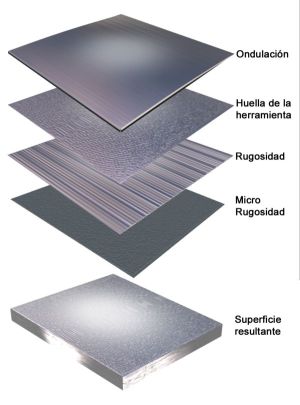 Ondulación
Huella de la
herramienta
Rugosidad
Micro
Rugosidad
Superficie
resultante